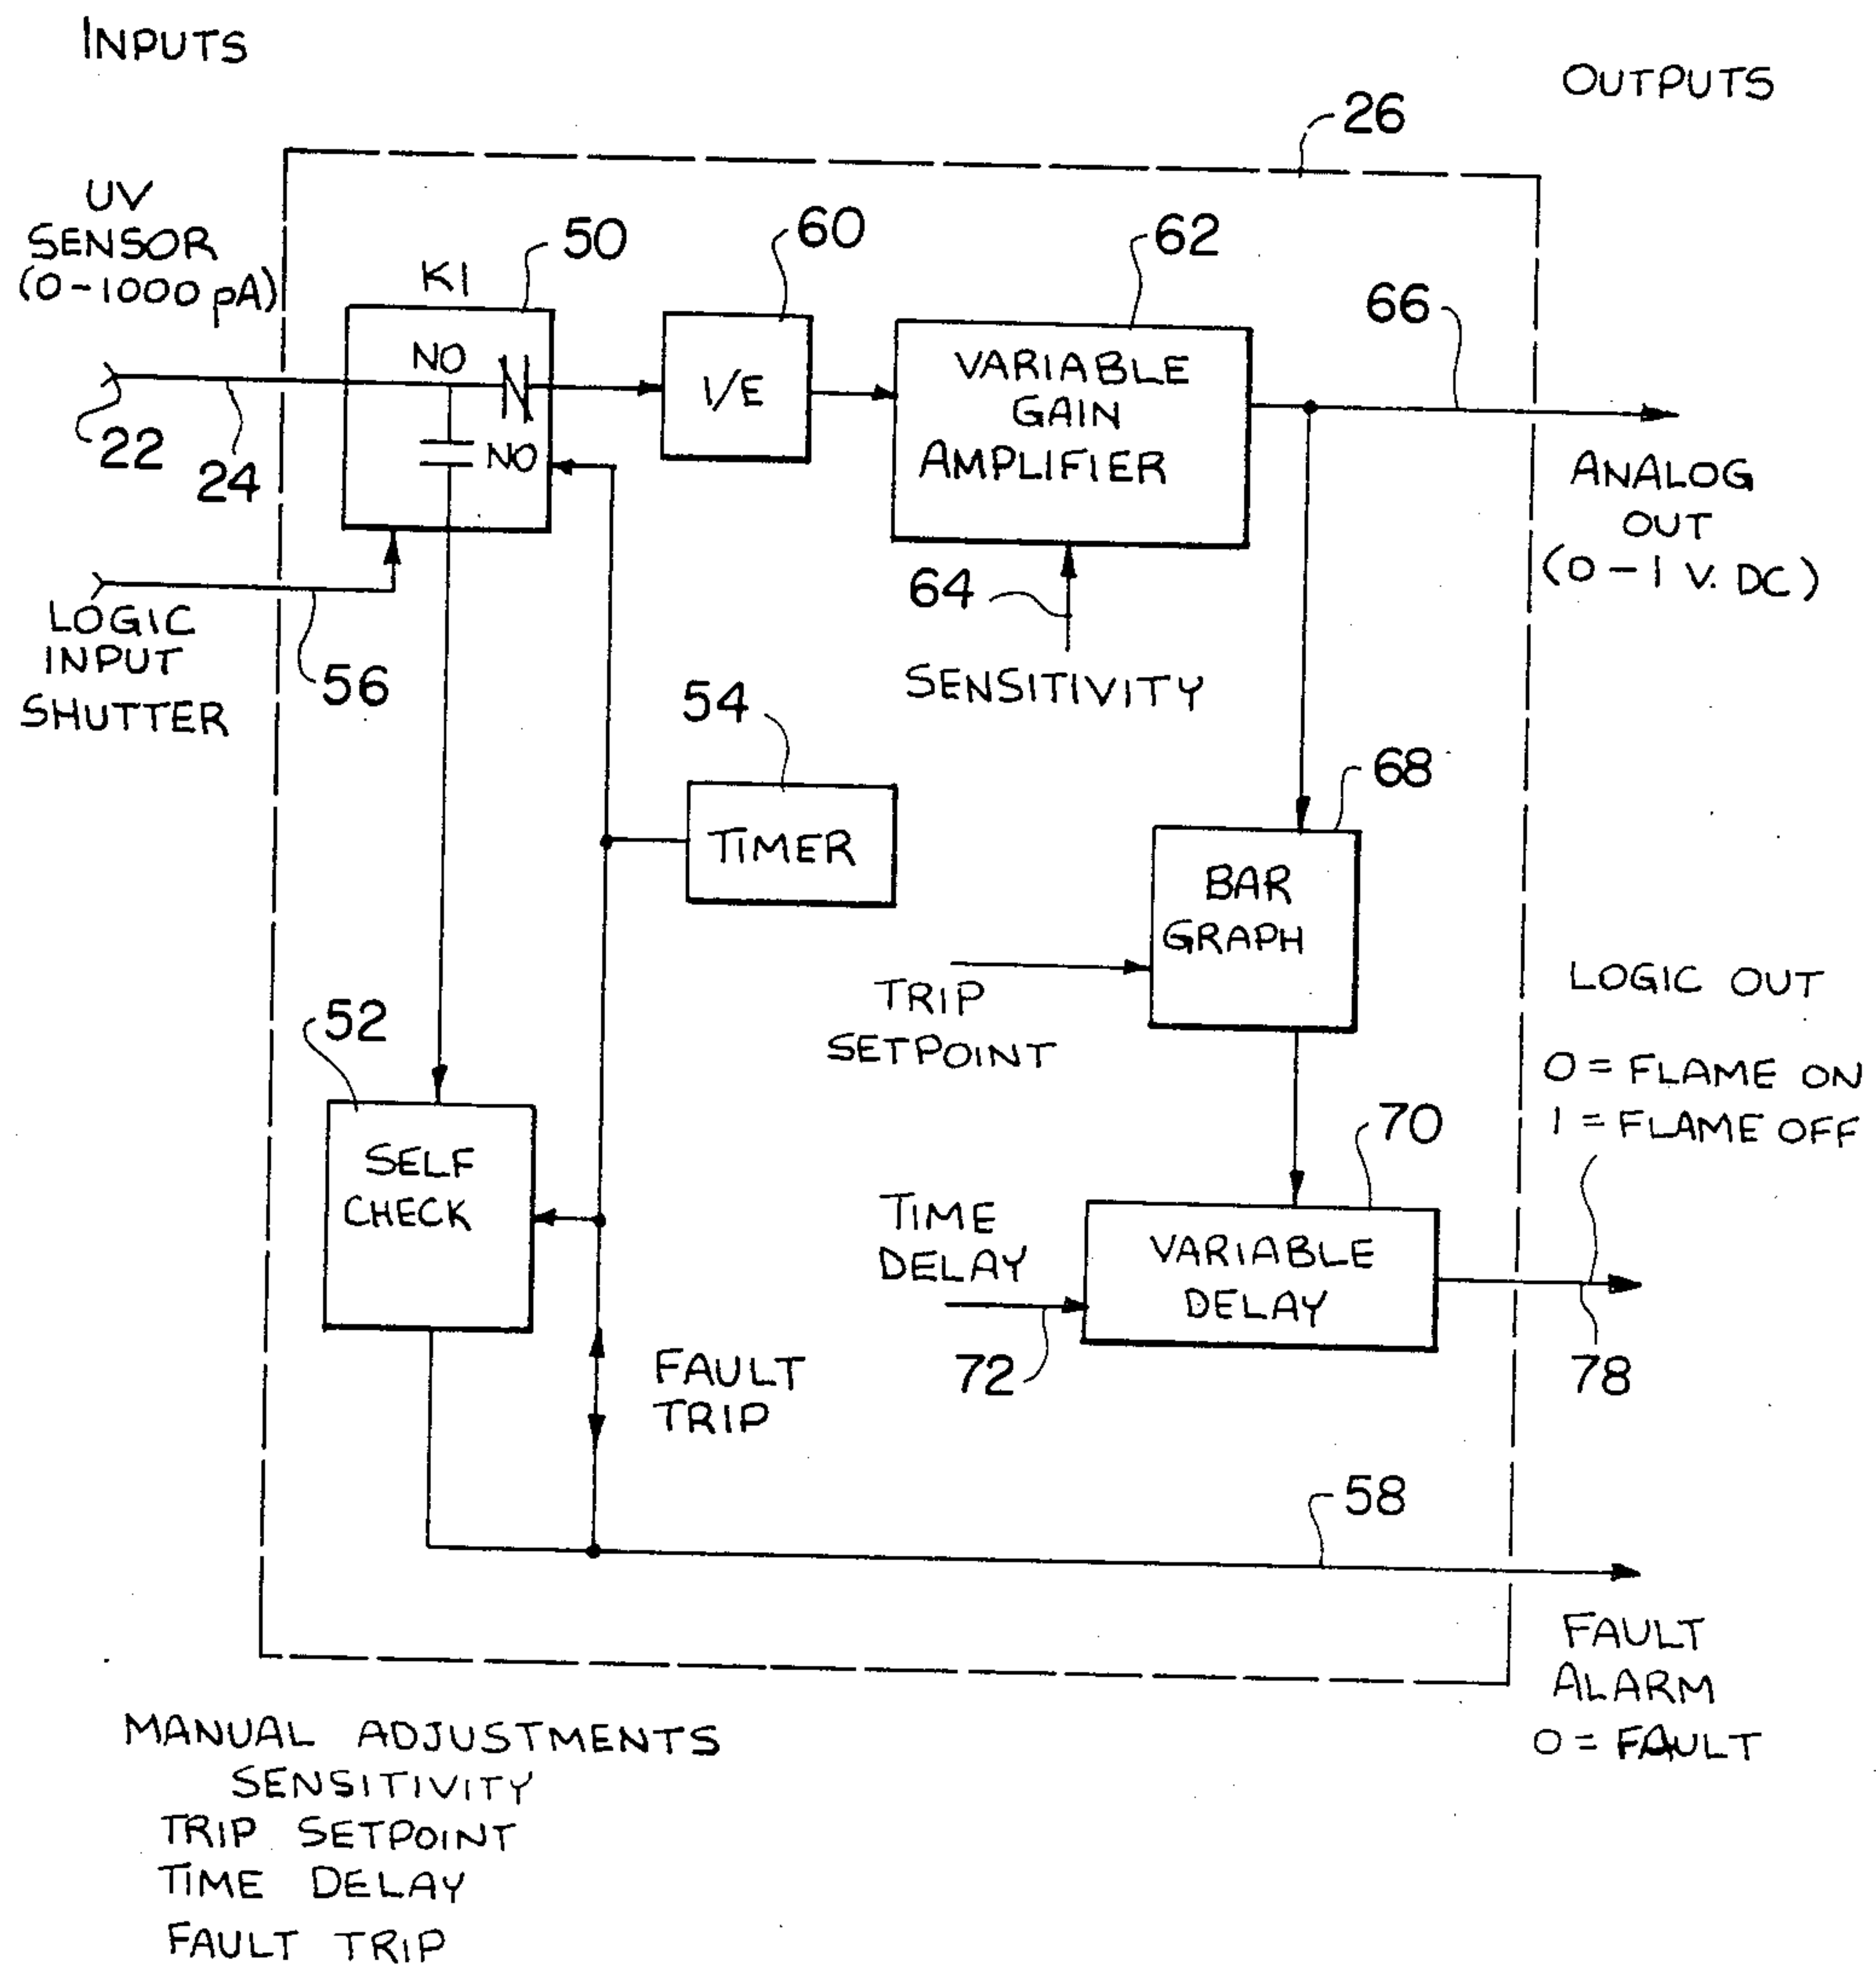 INPUTS
OUTPUTS
26
UV
SENSOR
(0-1000 pA)
50
60
62
K1
66
NO
I/E
VARIABLE
GAIN
AMPLIFIER
22
24
NO
ANALOG
OUT
(0-1 V. DC)
64
LOGIC
INPUT
SHUTTER
56
SENSITIVITY
54
68
TIMER
BAR
GRAPH
TRIP
SETPOINT
LOGIC OUT
0 = FLAME ON
1 = FLAME OFF
52
70
SELF
CHECK
TIME
DELAY
VARIABLE
DELAY
72
78
FAULT
TRIP
58
FAULT
ALARM
0 = FAULT
MANUAL ADJUSTMENTS
SENSITIVITY
TRIP SETPOINT
TIME DELAY
FAULT TRIP